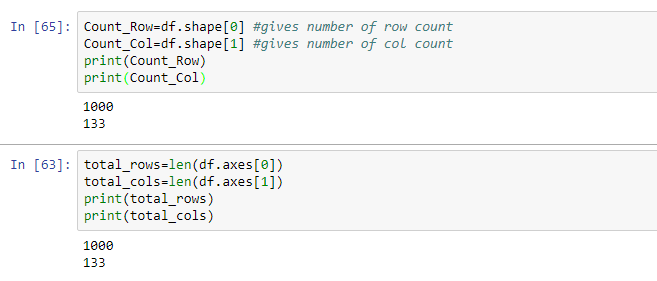 In [65]: Count_Row=df.shape[0] #gives number of row count
Count_Col=df.shape[1] #gives number of col count
print(Count_Row)
print(Count_Col)
1000
133
In [63]: total_rows=len(df.axes[0])
total_cols=len(df.axes[1])
print(total_rows)
print(total_cols)
1000
133